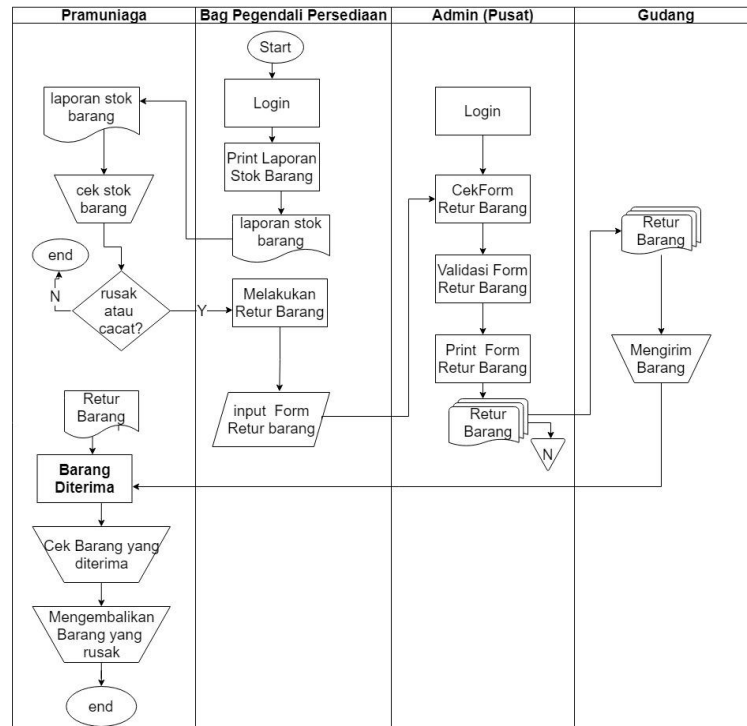 Pramuniaga
Bag Pegendali Persediaan
Admin (Pusat)
Gudang
Start
Login
Print Laporan
Stok Barang
laporan stok
barang
laporan stok
barang
cek stok
barang
rusak
atau
cacat?
N
end
Y
Melakukan
Retur Barang
input Form
Retur barang
Login
CekForm
Retur Barang
Validasi Form
Retur Barang
Print Form
Retur Barang
Retur
Barang
N
Retur
Barang
Mengirim
Barang
Retur
Barang
Barang
Diterima
Cek Barang yang
diterima
Mengembalikan
Barang yang
rusak
end